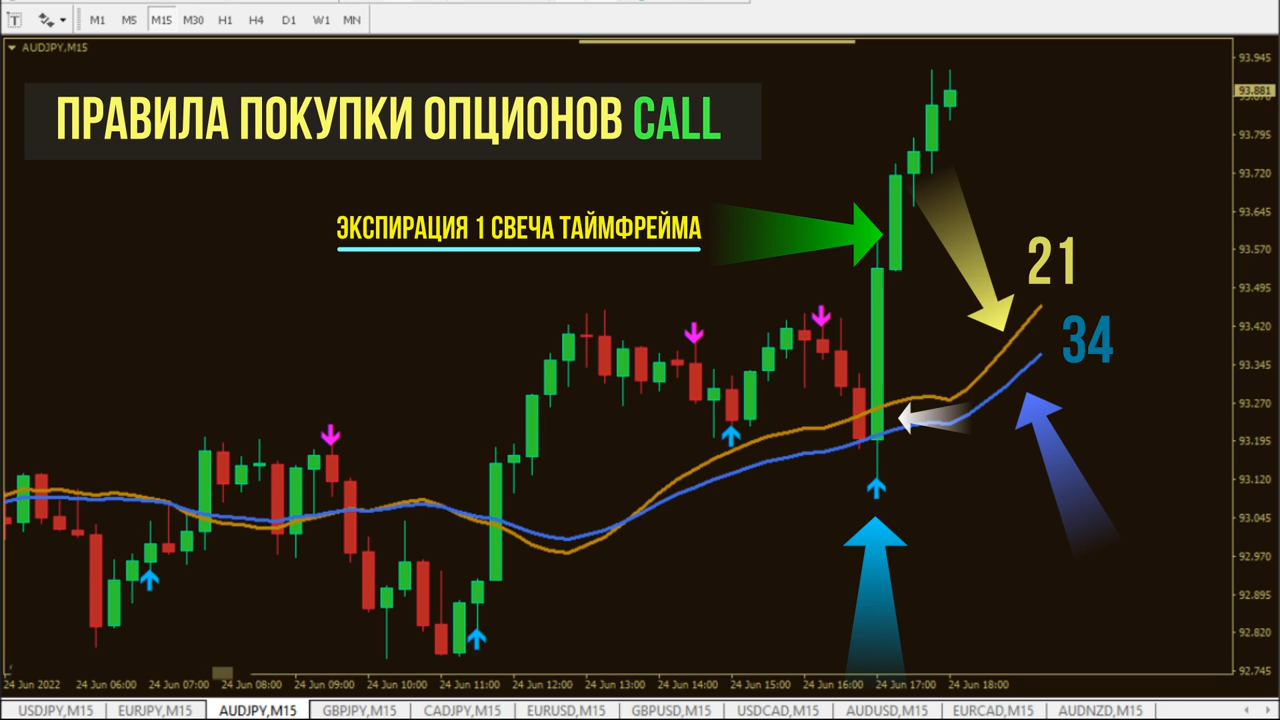 T
M1 M5 M15 M30 H1 H4 D1 W1 MN
AUDJPY,M15
ПРАВИЛА ПОКУПКИ ОПЦИОНОВ CALL
ЭКСПИРАЦИЯ 1 СВЕЧА ТАЙМФРЕЙМА
21
34
93.945
93.881
93.795
93.720
93.645
93.570
93.495
93.420
93.345
93.270
93.195
93.120
93.045
92.970
92.895
92.820
92.745
24 Jun 2022 24 Jun 06:00 24 Jun 07:00 24 Jun 08:00 24 Jun 09:00 24 Jun 10:00 24 Jun 11:00 24 Jun 12:00 24 Jun 13:00 24 Jun 14:00 24 Jun 15:00 24 Jun 16:00 24 Jun 17:00 24 Jun 18:00
USDJPY,M15 EURJPY,M15 AUDJPY,M15 GBPJPY,M15 CADJPY,M15 EURUSD,M15 GBPUSD,M15 USDCAD,M15 AUDUSD,M15 EURCAD,M15 AUDNZD,M15